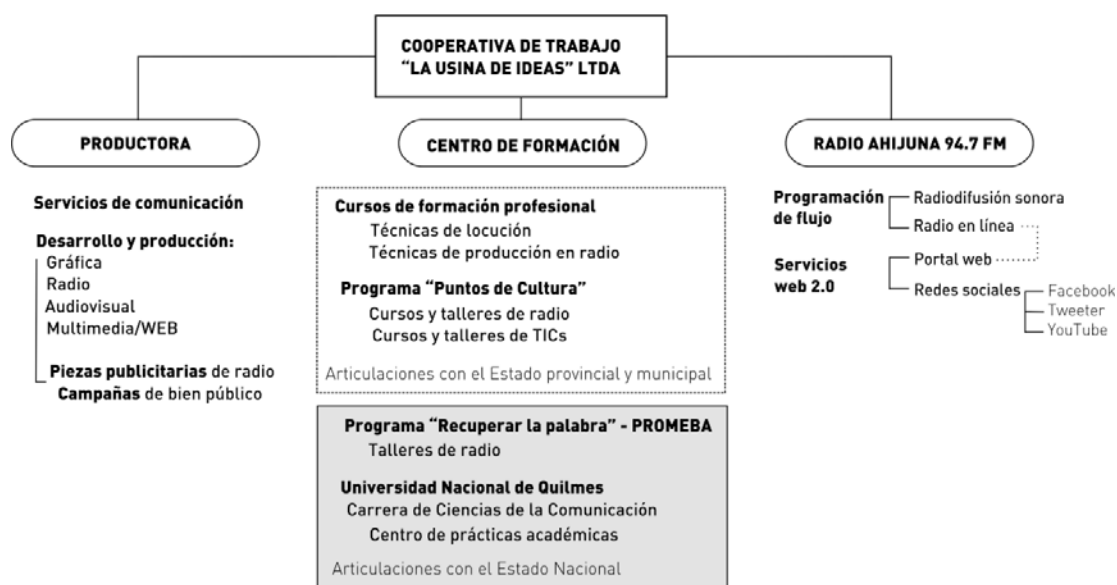 COOPERATIVA DE TRABAJO
“LA USINA DE IDEAS” LTDA
PRODUCTORA
Servicios de comunicación
Desarrollo y producción:
Gráfica
Radio
Audiovisual
Multimedia/WEB
Piezas publicitarias de radio
Campañas de bien público
CENTRO DE FORMACIÓN
Cursos de formación profesional
Técnicas de locución
Técnicas de producción en radio
Programa “Puntos de Cultura”
Cursos y talleres de radio
Cursos y talleres de TICs
Articulaciones con el Estado provincial y municipal
Programa “Recuperar la palabra” - PROMEBA
Talleres de radio
Universidad Nacional de Quilmes
Carrera de Ciencias de la Comunicación
Centro de prácticas académicas
Articulaciones con el Estado Nacional
RADIO AHIJUNA 94.7 FM
Programación
de flujo
Radiodifusión sonora
Radio en línea
Servicios
web 2.0
Portal web
Redes sociales
Facebook
Tweeter
YouTube